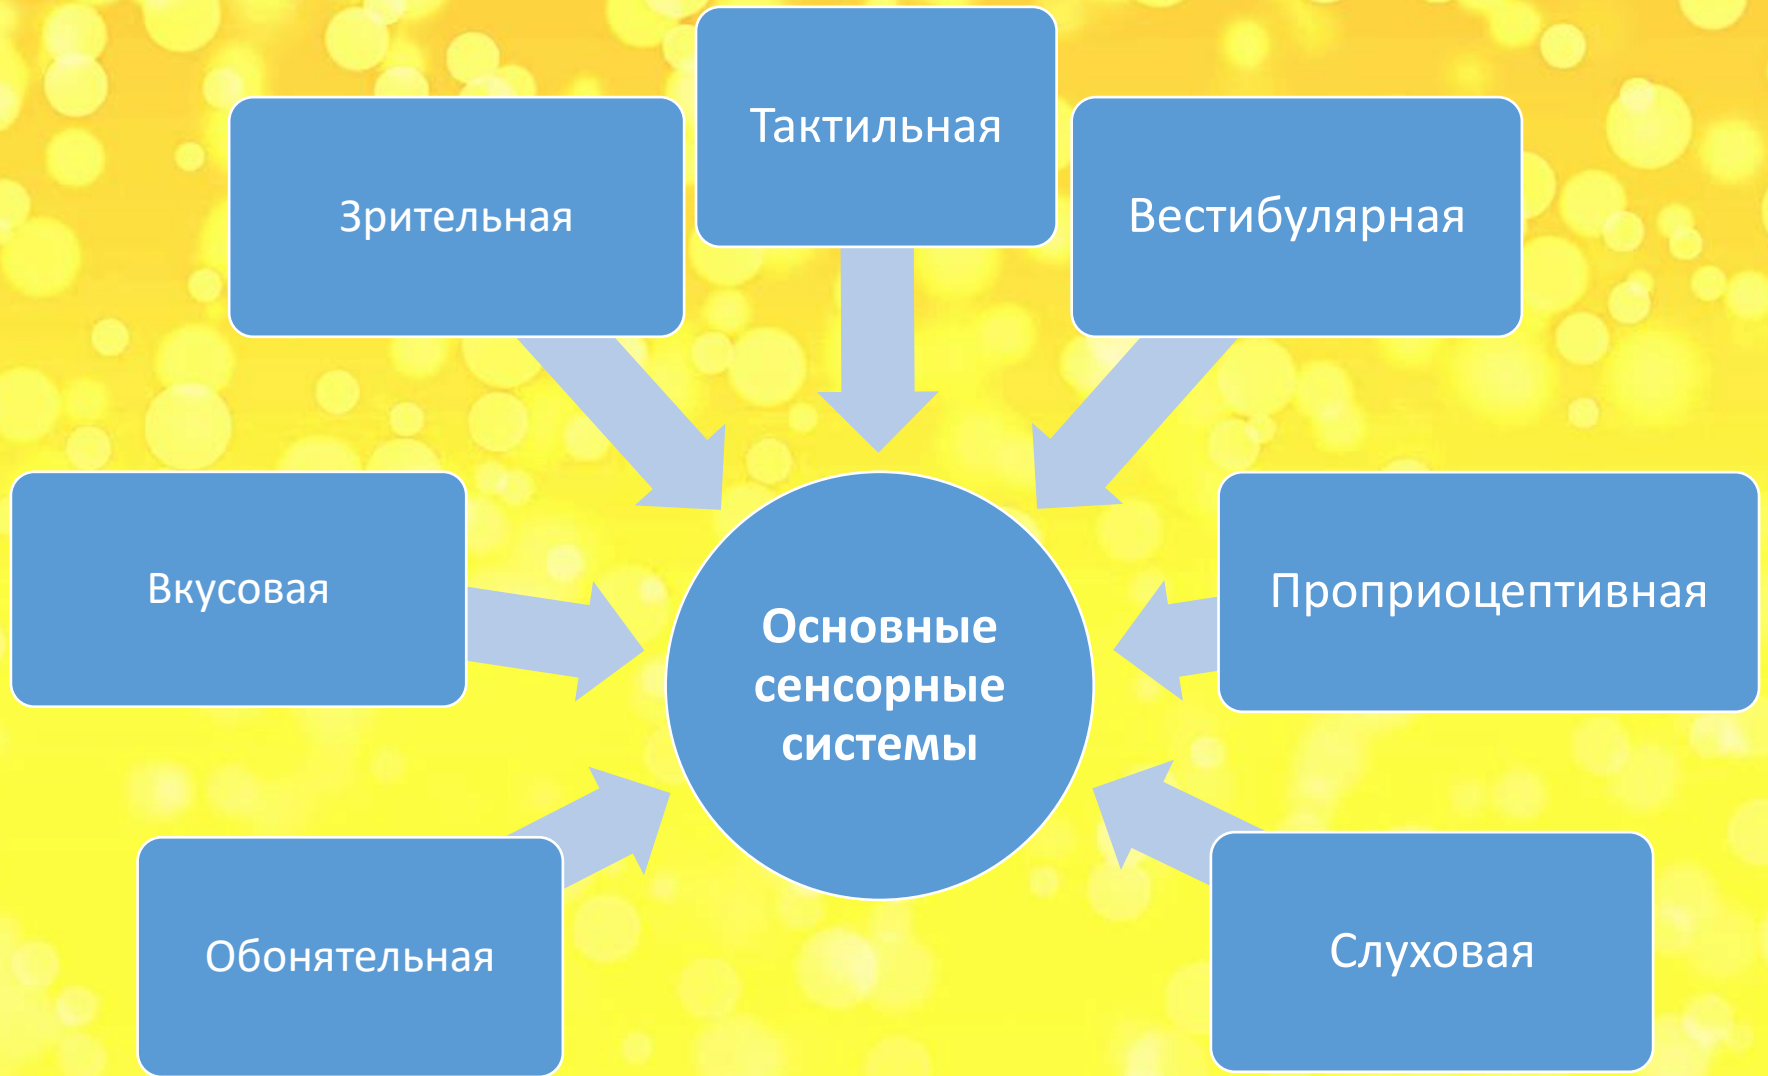 Тактильная
Зрительная
Вестибулярная
Вкусовая
Проприоцептивная
Основные
сенсорные
системы
Обонятельная
Слуховая